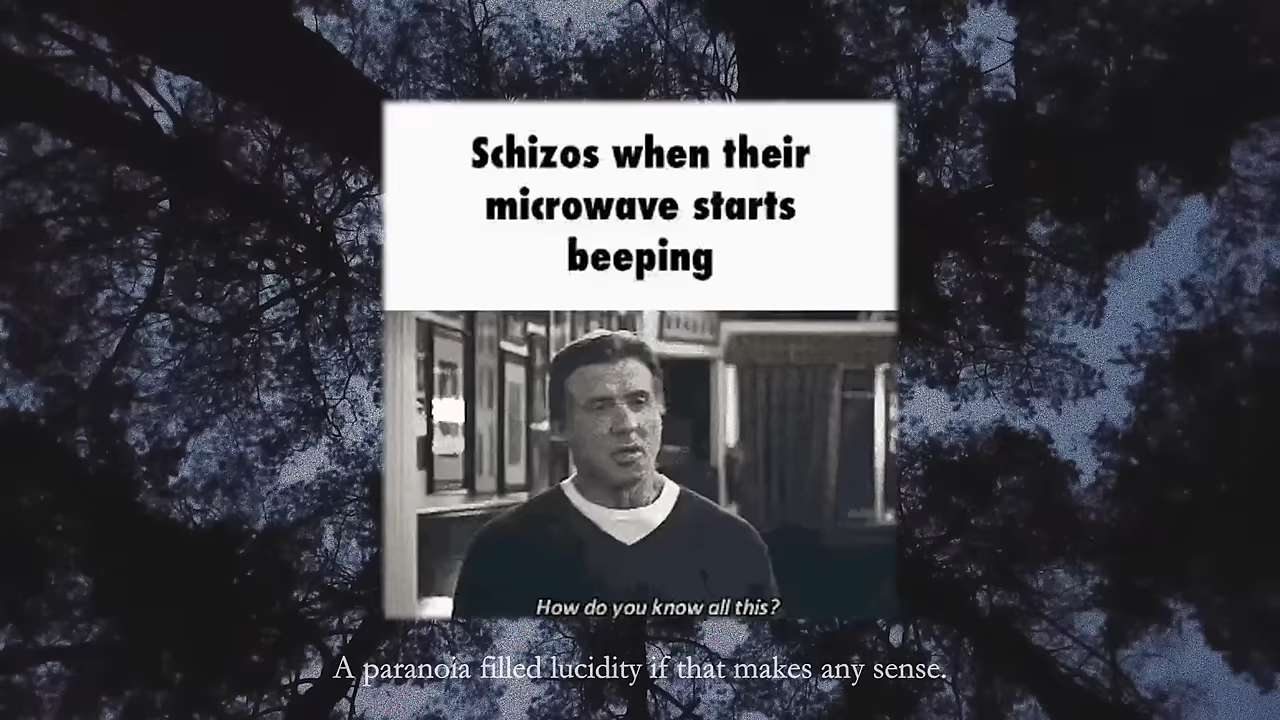 Schizos when their
microwave starts
beeping
How do you know all this?
A paranoia filled lucidity if that makes any sense.